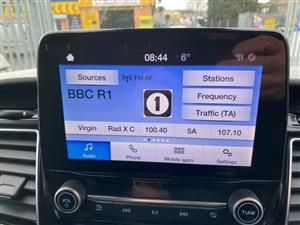 08:44 6°
Sources FM AF Stations
BBC R1 1 Frequency
Traffic (TA)
Virgin Rad X C 100.40 5A 107.10
Audio Phone Mobile apps Settings
VOL